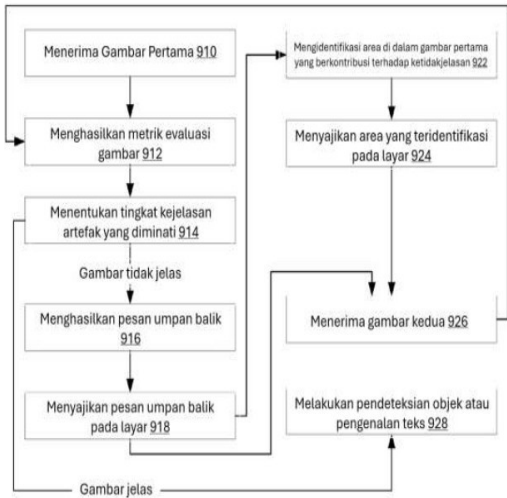 Menerima Gambar Pertama 910
Menghasilkan metrik evaluasi
gambar 912
Menentukan tingkat kejelasan
artefak yang diminati 914
Gambar tidak jelas
Menghasilkan pesan umpan balik
916
Menyajikan pesan umpan balik
pada layar 918
Gambar jelas
Mengidentifikasi area di dalam gambar pertama
yang berkontribusi terhadap ketidakjelasan 922
Menyajikan area yang teridentifikasi
pada layar 924
Menerima gambar kedua 926
Melakukan pendeteksian objek atau
pengenalan teks 928